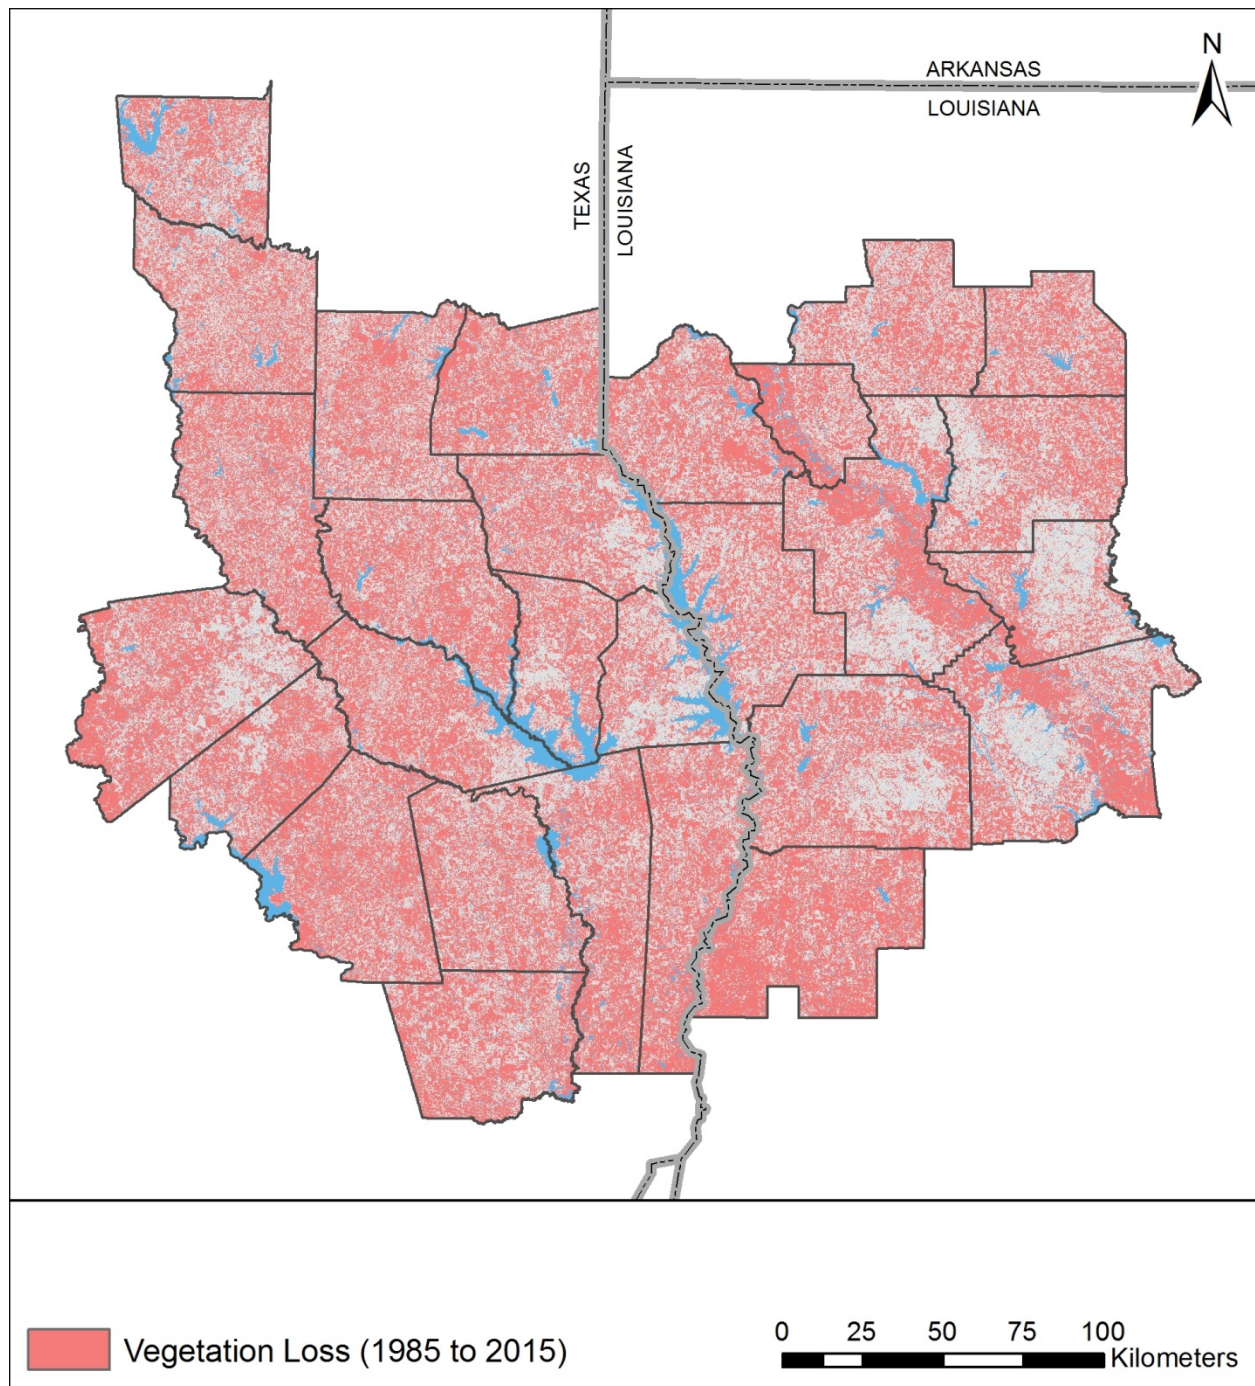 N
ARKANSAS
LOUISIANA
TEXAS
LOUISIANA
Vegetation Loss (1985 to 2015)
0 25 50 75 100
Kilometers